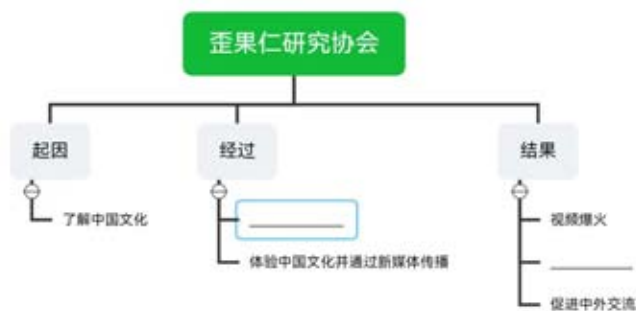 歪果仁研究协会
起因
经过
结果
了解中国文化
体验中国文化并通过新媒体传播
视频爆火
促进中外交流